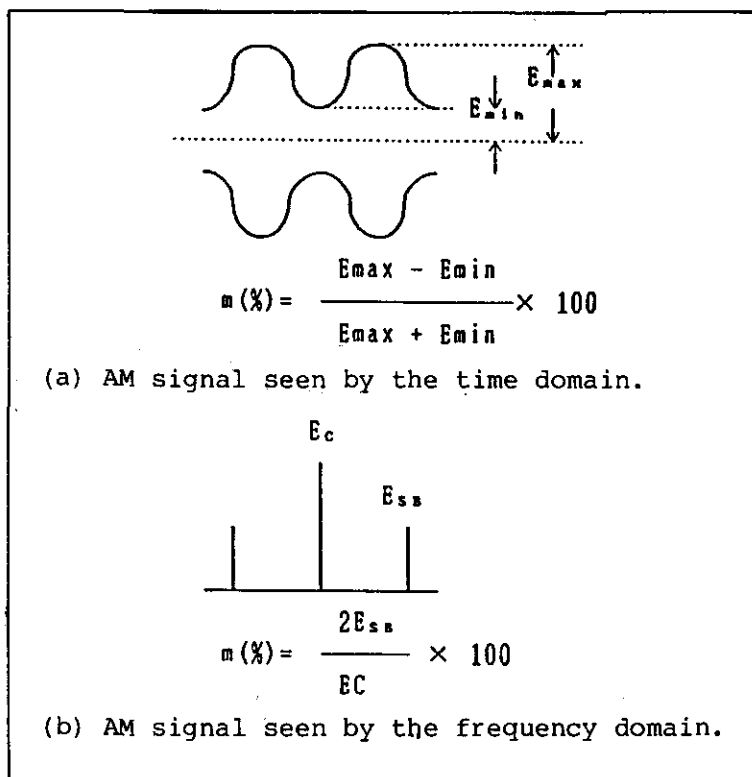 Emax
Emin
Emax - Emin
m(%)= × 100
Emax + Emin
(a) AM signal seen by the time domain.
Ec
ESB
2ESB
m(%)= × 100
EC
(b) AM signal seen by the frequency domain.